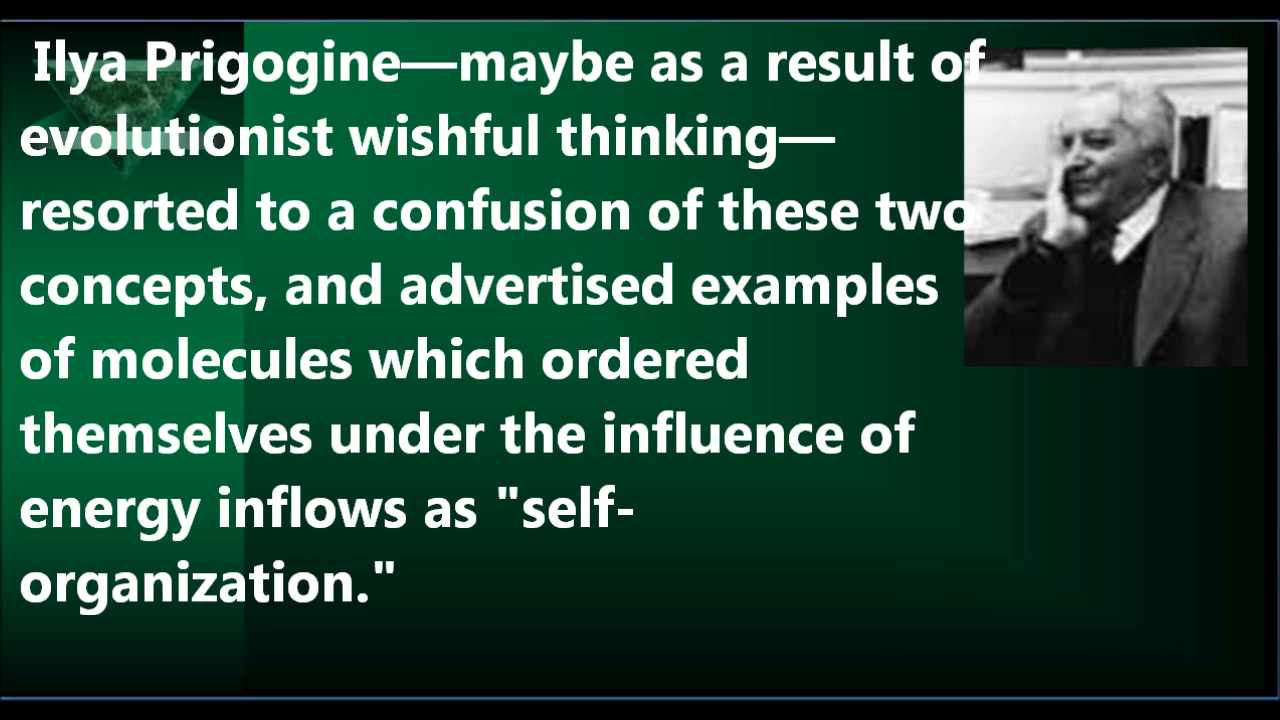 Ilya Prigogine—maybe as a result of
evolutionist wishful thinking—
resorted to a confusion of these two
concepts, and advertised examples
of molecules which ordered
themselves under the influence of
energy inflows as "self-
organization."